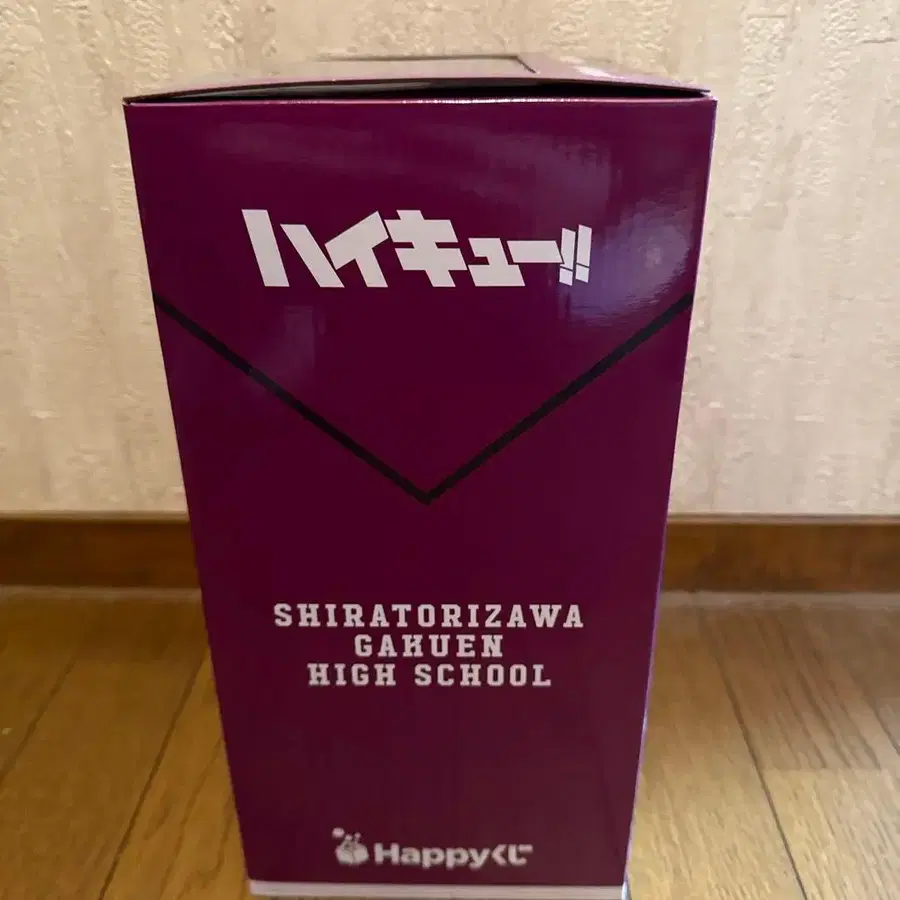 ハイキュー!!
SHIRATORIZAWA
GAKUEN
HIGH SCHOOL
Happyくじ